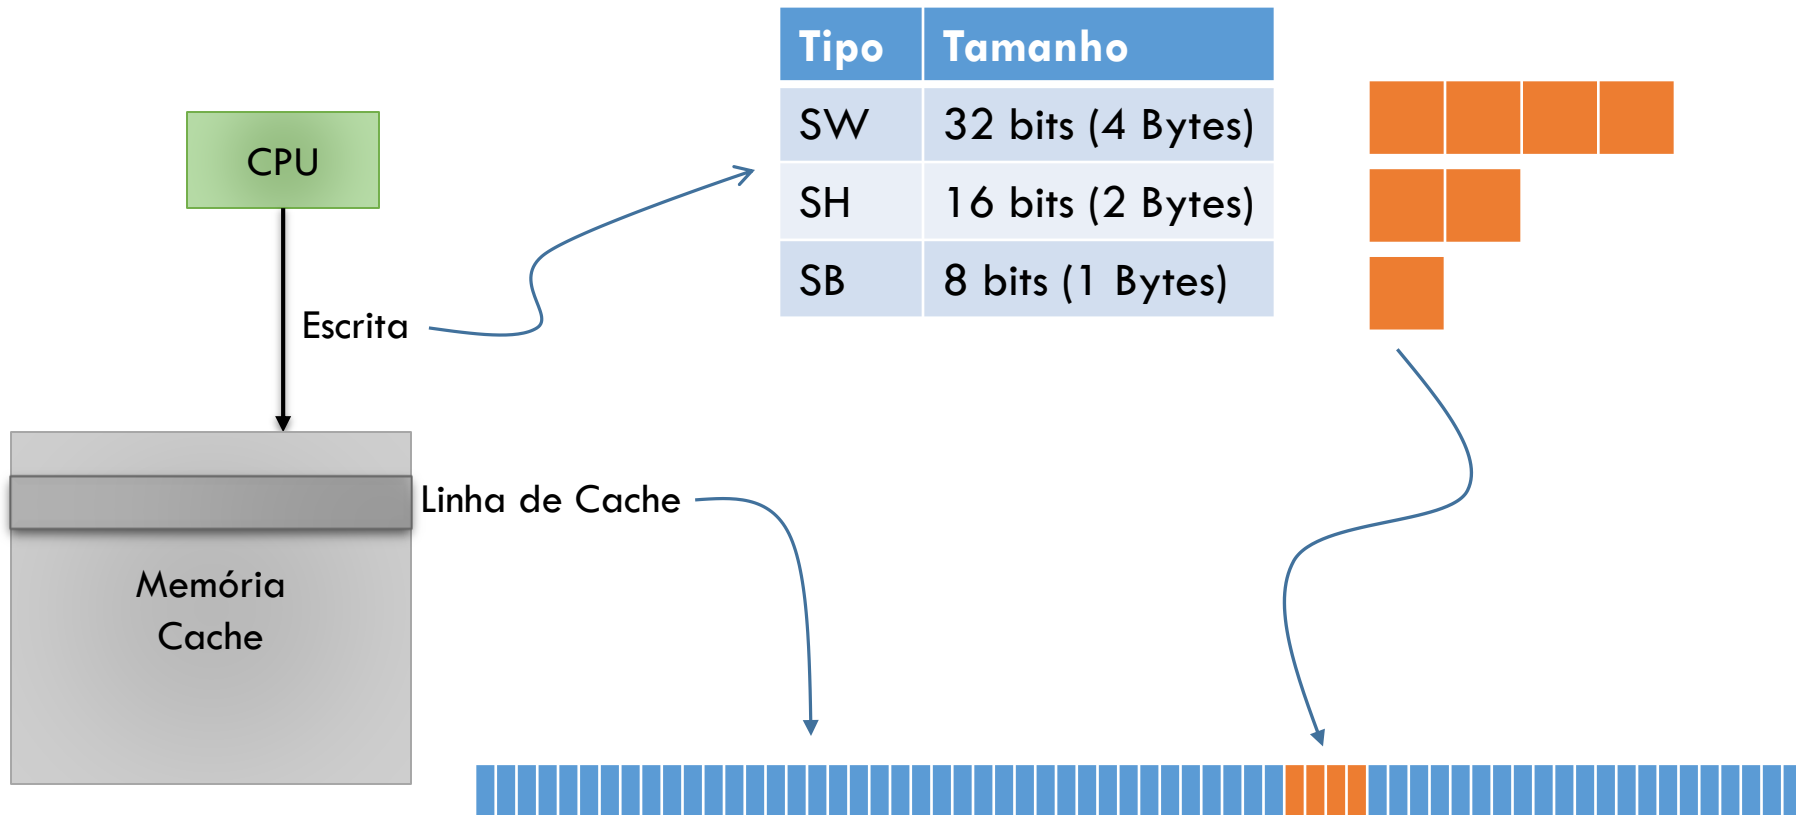 Tipo Tamanho
SW 32 bits (4 Bytes)
SH 16 bits (2 Bytes)
SB 8 bits (1 Bytes)
CPU
Escrita
Linha de Cache
Memória
Cache